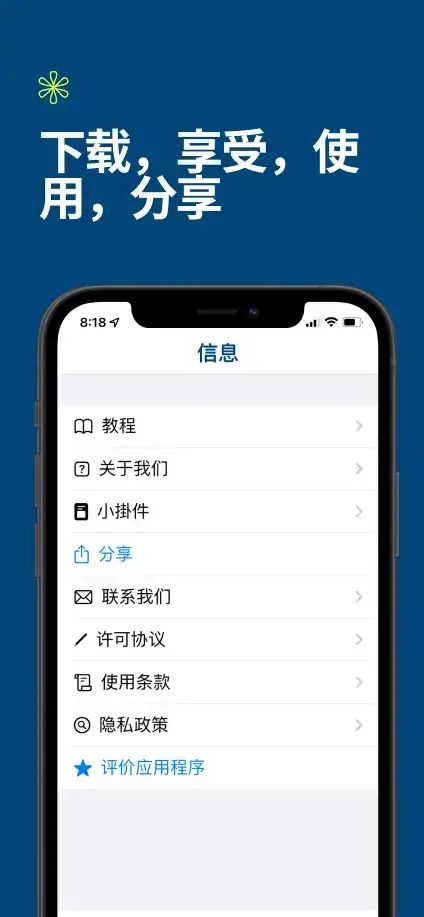 下载，享受，使
用，分享
8:18
信息
教程
关于我们
小掛件
分享
联系我们
许可协议
使用条款
隐私政策
评价应用程序